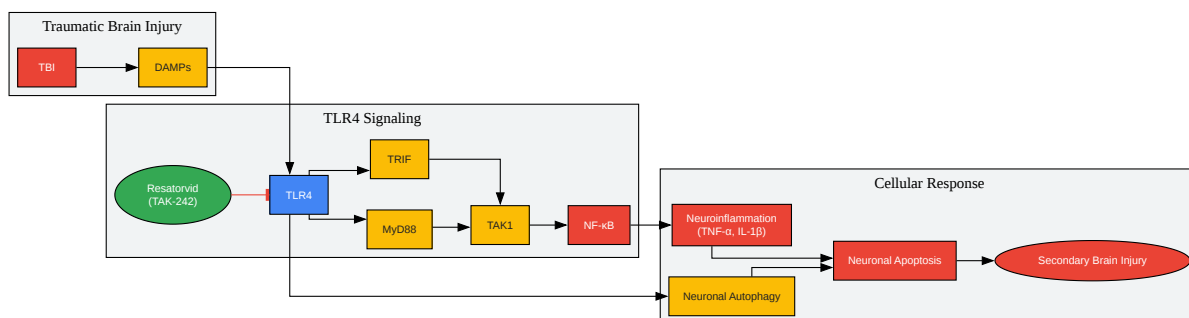 Traumatic Brain Injury
TBI
DAMPs
TLR4 Signaling
Resatorvid
(TAK-242)
TLR4
TRIF
MyD88
TAK1
NF-κB
Cellular Response
Neuroinflammation
(TNF-α, IL-1β)
Neuronal Autophagy
Neuronal Apoptosis
Secondary Brain Injury